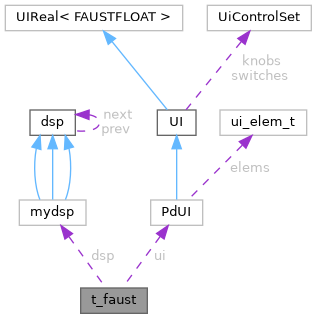 UIReal< FAUSTFLOAT >
UiControlSet
knobs
switches
dsp
next
prev
UI
ui_elem_t
elems
mydsp
PdUI
dsp
ui
t_faust